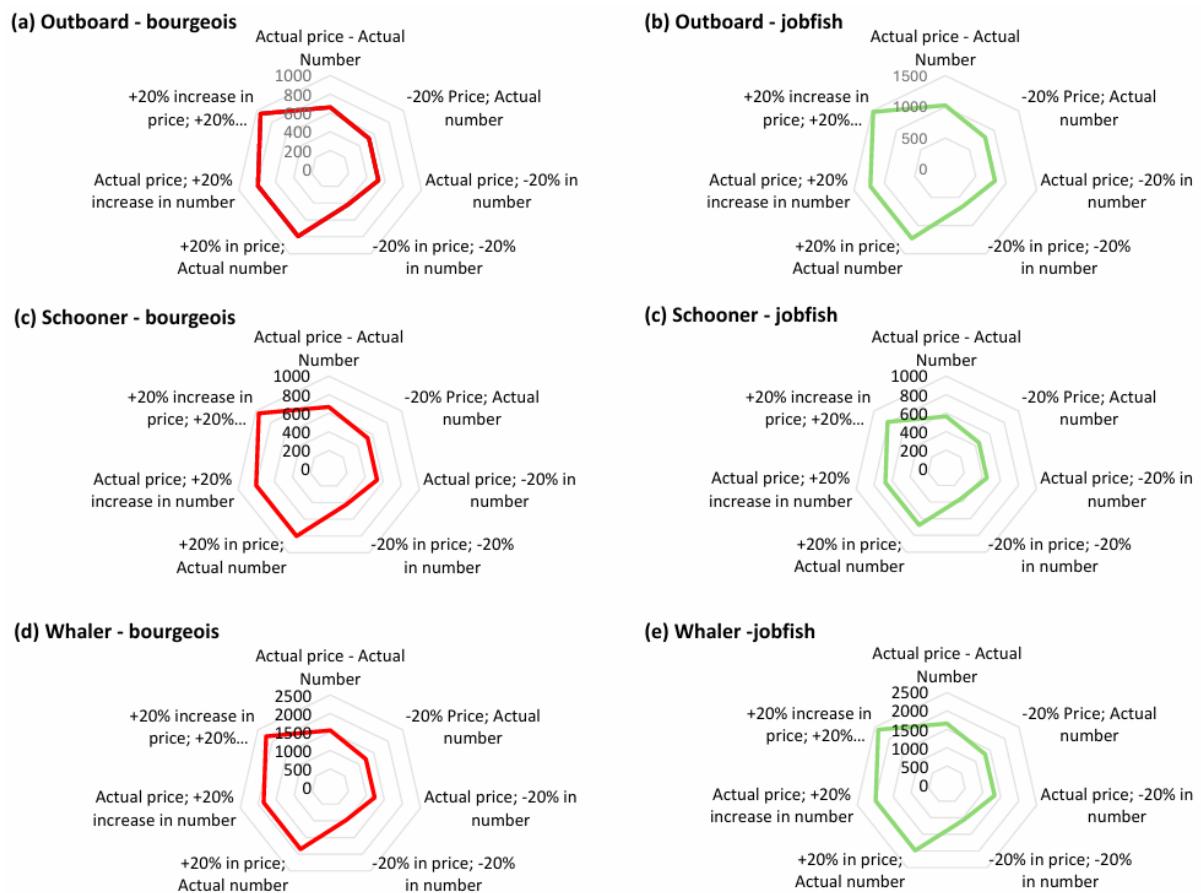 (a) Outboard - bourgeois
Actual price - Actual
Number
1000
800
600
400
200
0
-20% Price; Actual
number
Actual price; -20% in
number
-20% in price; -20%
in number
+20% in price;
Actual number
Actual price; +20%
increase in number
+20% increase in
price; +20%...
(b) Outboard - jobfish
Actual price - Actual
Number
1500
1000
500
0
-20% Price; Actual
number
Actual price; -20% in
number
-20% in price; -20%
in number
+20% in price;
Actual number
Actual price; +20%
increase in number
+20% increase in
price; +20%...
(c) Schooner - bourgeois
Actual price - Actual
Number
1000
800
600
400
200
0
-20% Price; Actual
number
Actual price; -20% in
number
-20% in price; -20%
in number
+20% in price;
Actual number
Actual price; +20%
increase in number
+20% increase in
price; +20%...
(c) Schooner - jobfish
Actual price - Actual
Number
1000
800
600
400
200
0
-20% Price; Actual
number
Actual price; -20% in
number
-20% in price; -20%
in number
+20% in price;
Actual number
Actual price; +20%
increase in number
+20% increase in
price; +20%...
(d) Whaler - bourgeois
Actual price - Actual
Number
2500
2000
1500
1000
500
0
-20% Price; Actual
number
Actual price; -20% in
number
-20% in price; -20%
in number
+20% in price;
Actual number
Actual price; +20%
increase in number
+20% increase in
price; +20%...
(e) Whaler -jobfish
Actual price - Actual
Number
2500
2000
1500
1000
500
0
-20% Price; Actual
number
Actual price; -20% in
number
-20% in price; -20%
in number
+20% in price;
Actual number
Actual price; +20%
increase in number
+20% increase in
price; +20%...